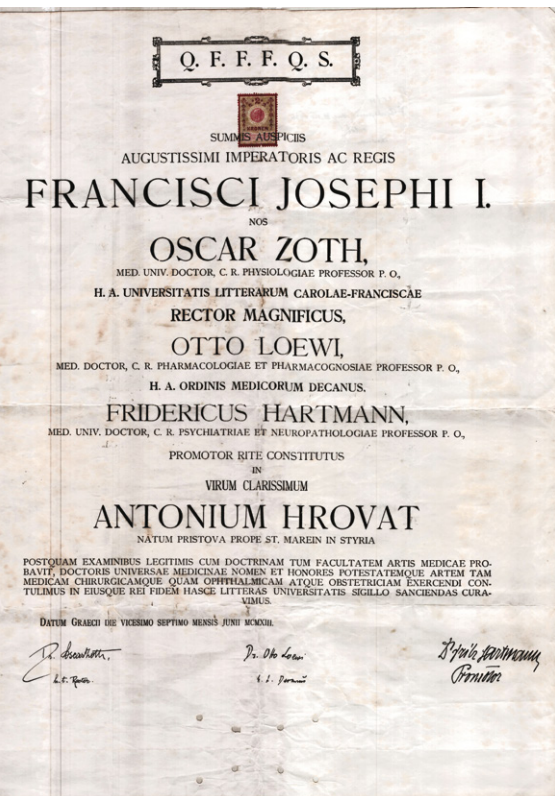 Q. F. F. F. Q. S.
SUMMIS AUSPICIIS
AUGUSTISSIMI IMPERATORIS AC REGIS
FRANCISCI JOSEPHI I.
NOS
OSCAR ZOTH,
MED. UNIV. DOCTOR, C. R. PHYSIOLOGIAE PROFESSOR P. O.,
H. A. UNIVERSITATIS LITTERARUM CAROLAE-FRANCISCAE
RECTOR MAGNIFICUS,
OTTO LOEWI,
MED. DOCTOR, C. R. PHARMACOLOGIAE ET PHARMACOGNOSIAE PROFESSOR P. O.,
H. A. ORDINIS MEDICORUM DECANUS.
FRIDERICUS HARTMANN,
MED. UNIV. DOCTOR, C. R. PSYCHIATRIAE ET NEUROPATHOLOGIAE PROFESSOR P. O.,
PROMOTOR RITE CONSTITUTUS
IN
VIRUM CLARISSIMUM
ANTONIUM HROVAT
NATUM PRISTOVA PROPE ST. MAREIN IN STYRIA
POSTQUAM EXAMINIBUS LEGITIMIS CUM DOCTRINAM TUM FACULTATEM ARTIS MEDICAE PRO-
BAVIT, DOCTORIS UNIVERSAE MEDICINAE NOMEN ET HONORES POTESTATEMQUE ARTEM TAM
MEDICAM CHIRURGICAMQUE QUAM OPHTHALMICAM ATQUE OBSTETRICIAM EXERCENDI CON-
TULIMUS IN EIUSQUE REI FIDEM HASCE LITTERAS UNIVERSITATIS SIGILLO SANCIENDAS CURA-
VIMUS.
DATUM GRAECII DIE VICESIMO SEPTIMO MENSIS JUNII MCMXIII.
Dr. Otto Loewi
Hartmann
Promotor